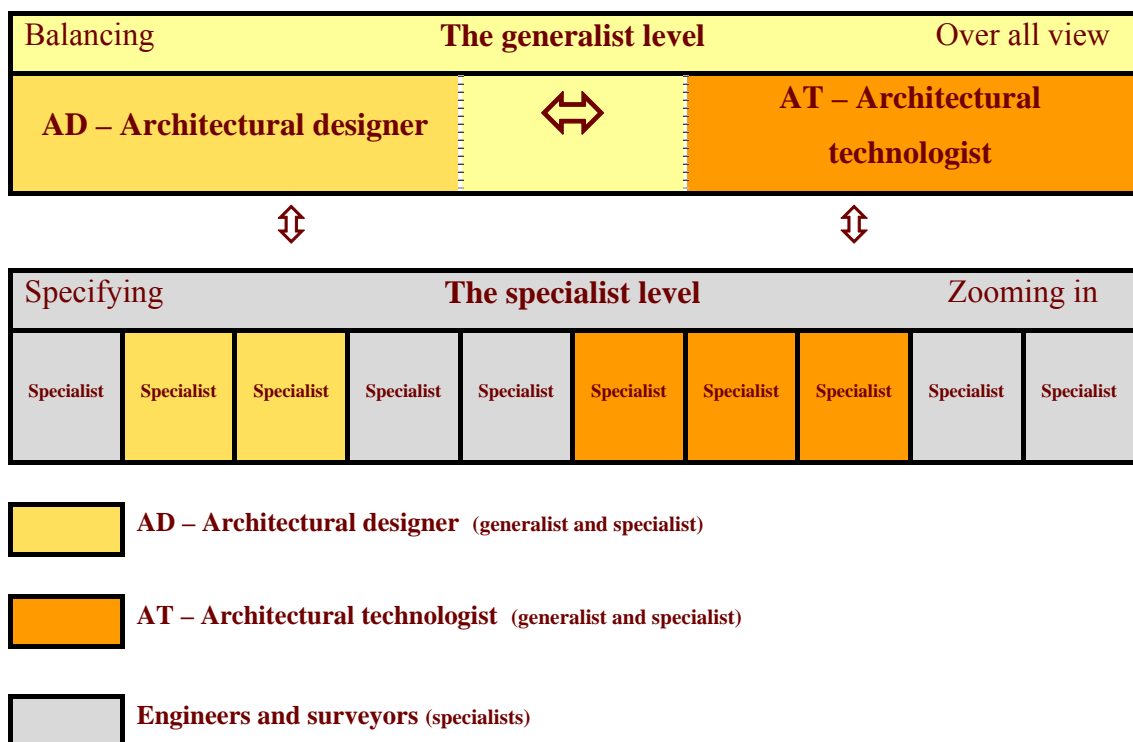 Balancing The generalist level Over all view
AD – Architectural designer
AT – Architectural
technologist
Specifying The specialist level Zooming in
Specialist Specialist Specialist Specialist Specialist Specialist Specialist Specialist Specialist Specialist
AD – Architectural designer (generalist and specialist)
AT – Architectural technologist (generalist and specialist)
Engineers and surveyors (specialists)